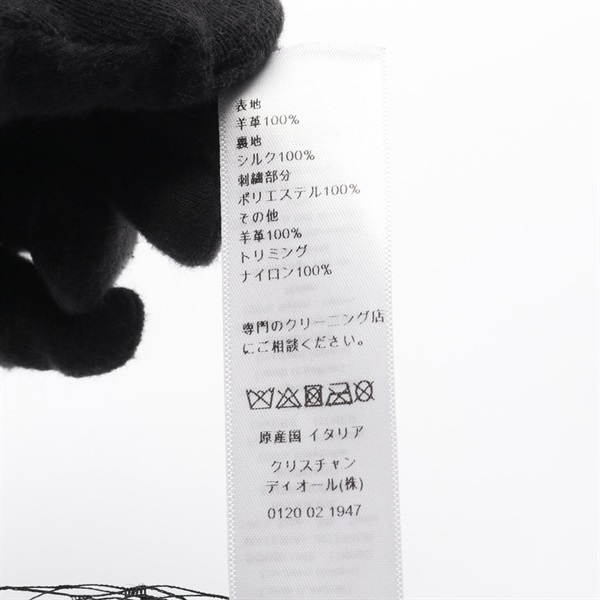 表地
羊革100%
裏地
シルク100%
刺繍部分
ポリエステル100%
その他
羊革100%
トリミング
ナイロン100%
専門のクリーニング店
にご相談ください。
原産国 イタリア
クリスチャン
ディオール(株)
0120 02 1947